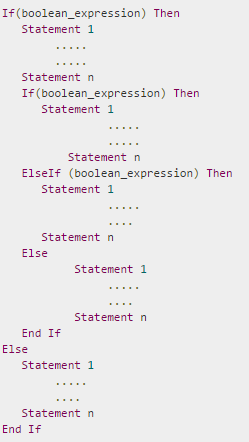 If(boolean_expression) Then
Statement 1
.....
.....
Statement n
If(boolean_expression) Then
Statement 1
.....
.....
Statement n
ElseIf (boolean_expression) Then
Statement 1
.....
....
Statement n
Else
Statement 1
.....
....
Statement n
End If
Else
Statement 1
.....
....
Statement n
End If